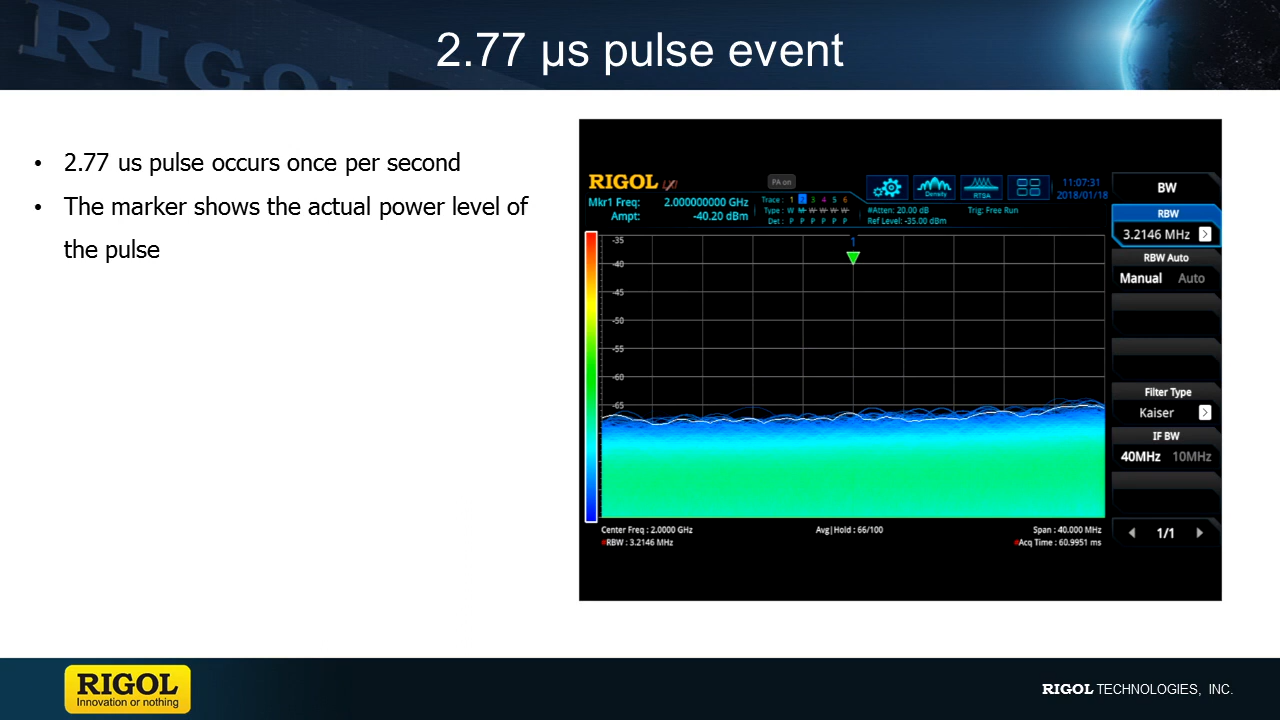 RIGOL
2.77 µs pulse event
• 2.77 us pulse occurs once per second
• The marker shows the actual power level of
the pulse
RIGOL LXI
PA on
Mkr1 Freq: 2.000000000 GHz
Ampt: -40.20 dBm
Trace: 1 2 3 4 5 6
Type: W M W W W W
Det: P P P P P P
Density
RTSA
#Atten: 20.00 dB Trig: Free Run
Ref Level: -35.00 dBm
11:07:31
2018/01/18
1
-35
-40
-45
-50
-55
-60
-65
Center Freq : 2.0000 GHz Avg|Hold : 66/100 Span : 40.000 MHz
RBW : 3.2146 MHz Acq Time : 60.9951 ms
BW
RBW
3.2146 MHz
RBW Auto
Manual Auto
Filter Type
Kaiser
IF BW
40MHz 10MHz
1/1
RIGOL
Innovation or nothing
RIGOL TECHNOLOGIES, INC.